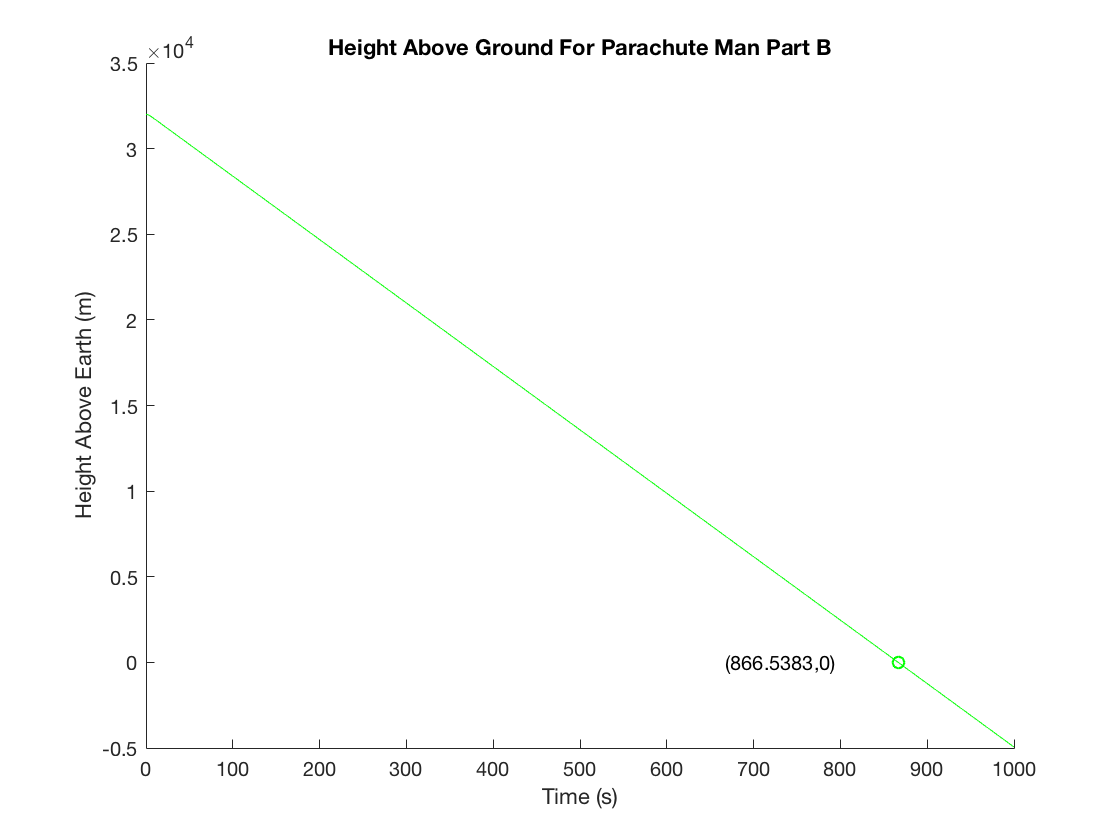 Height Above Ground For Parachute Man Part B
×10^4
3.5
3
2.5
2
1.5
1
0.5
0
-0.5
Height Above Earth (m)
(866.5383,0)
0 100 200 300 400 500 600 700 800 900 1000
Time (s)